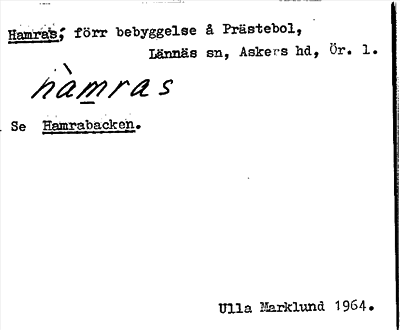 Hamras; förr bebyggelse å Prästebol,
Lännäs sn, Askers hd, Ör. l.
hàmras
Se Hamrabacken.
Ulla Marklund 1964.